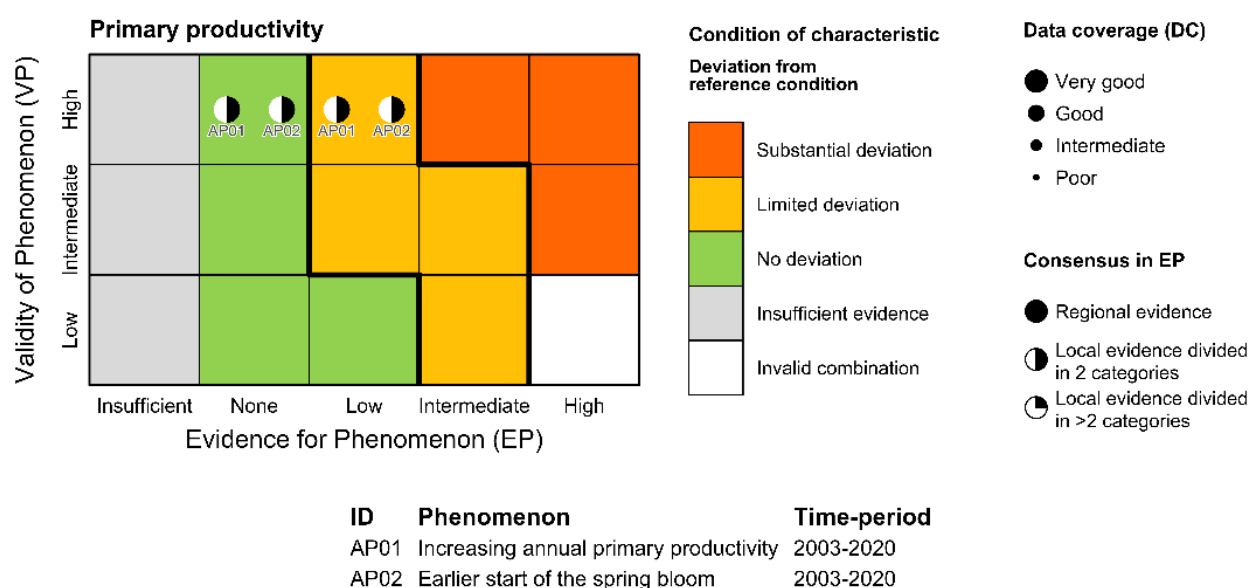 Primary productivity
Validity of Phenomenon (VP)
High
Intermediate
Low
AP01
AP02
AP01
AP02
Insufficient
None
Low
Intermediate
High
Evidence for Phenomenon (EP)
Condition of characteristic
Deviation from
reference condition
Substantial deviation
Limited deviation
No deviation
Insufficient evidence
Invalid combination
Data coverage (DC)
Very good
Good
Intermediate
Poor
Consensus in EP
Regional evidence
Local evidence divided
in 2 categories
Local evidence divided
in >2 categories
ID Phenomenon Time-period
AP01 Increasing annual primary productivity 2003-2020
AP02 Earlier start of the spring bloom 2003-2020